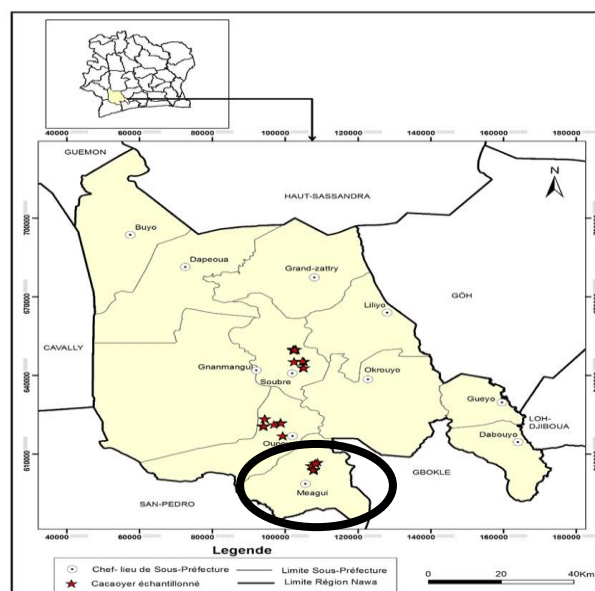 40000 60000 80000 100000 120000 140000 160000 180000
GUEMON
N
HAUT-SASSANDRA
700000
Buyo
Dapeoua
Grand-zattry
GÔH
670000
Liliyo
CAVALLY
Gnanmangui
Okrouyo
640000
Soubre
Gueyo
LOH-
DJIBOUA
Dabouyo
610000
GBOKLE
Meagui
SAN-PEDRO
40000 60000 80000 100000 120000 140000 160000 180000
Legende
Chef- lieu de Sous-Préfecture
Limite Sous-Préfecture
Cacaoyer échantillonné
Limite Région Nawa
0 20 40Km